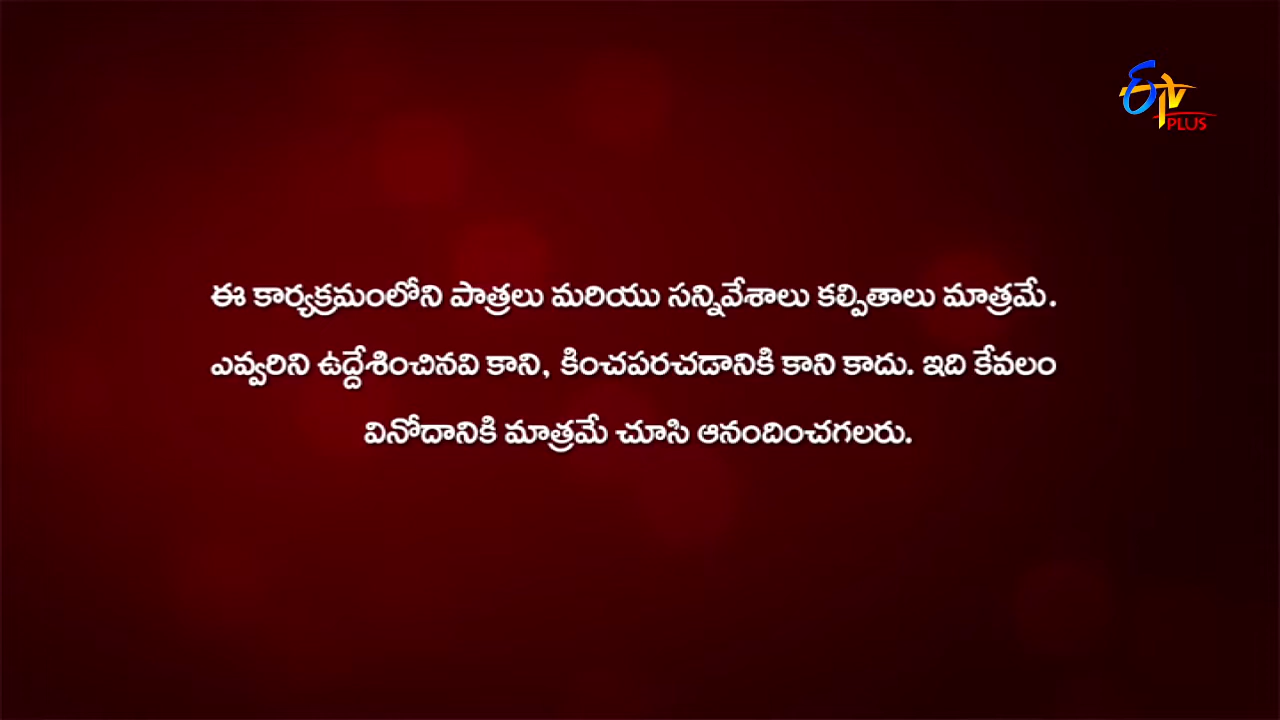 ETV
PLUS
ఈ కార్యక్రమంలోని పాత్రలు మరియు సన్నివేశాలు కల్పితాలు మాత్రమే.
ఎవ్వరిని ఉద్దేశించినవి కాని, కించపరచడానికి కాని కాదు. ఇది కేవలం
వినోదానికి మాత్రమే చూసి ఆనందించగలరు.